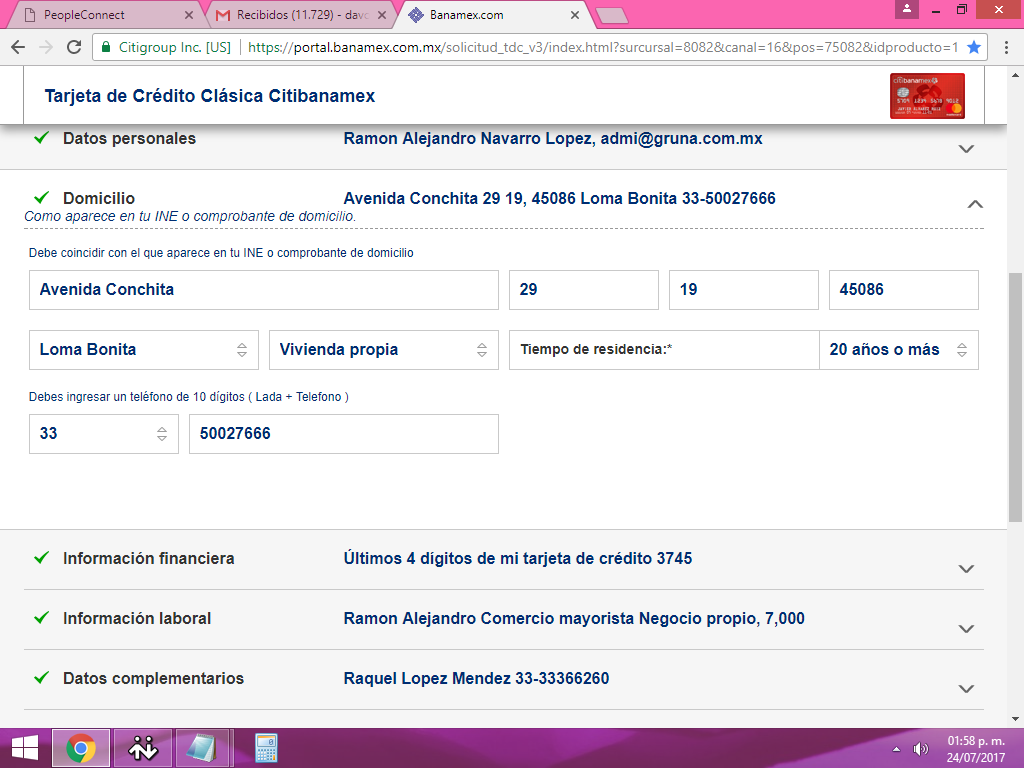 PeopleConnect
Recibidos (11.729) - davo
Banamex.com
Citigroup Inc. [US]
https://portal.banamex.com.mx/solicitud_tdc_v3/index.html?surcursal=8082&canal=16&pos=75082&idproducto=1
Tarjeta de Crédito Clásica Citibanamex
citibanamex
Datos personales
Ramon Alejandro Navarro Lopez, admi@gruna.com.mx
Domicilio
Avenida Conchita 29 19, 45086 Loma Bonita 33-50027666
Como aparece en tu INE o comprobante de domicilio.
Debe coincidir con el que aparece en tu INE o comprobante de domicilio
Avenida Conchita
29
19
45086
Loma Bonita
Vivienda propia
Tiempo de residencia:*
20 años o más
Debes ingresar un teléfono de 10 dígitos ( Lada + Telefono )
33
50027666
Información financiera
Últimos 4 dígitos de mi tarjeta de crédito 3745
Información laboral
Ramon Alejandro Comercio mayorista Negocio propio, 7,000
Datos complementarios
Raquel Lopez Mendez 33-33366260
01:58 p. m.
24/07/2017